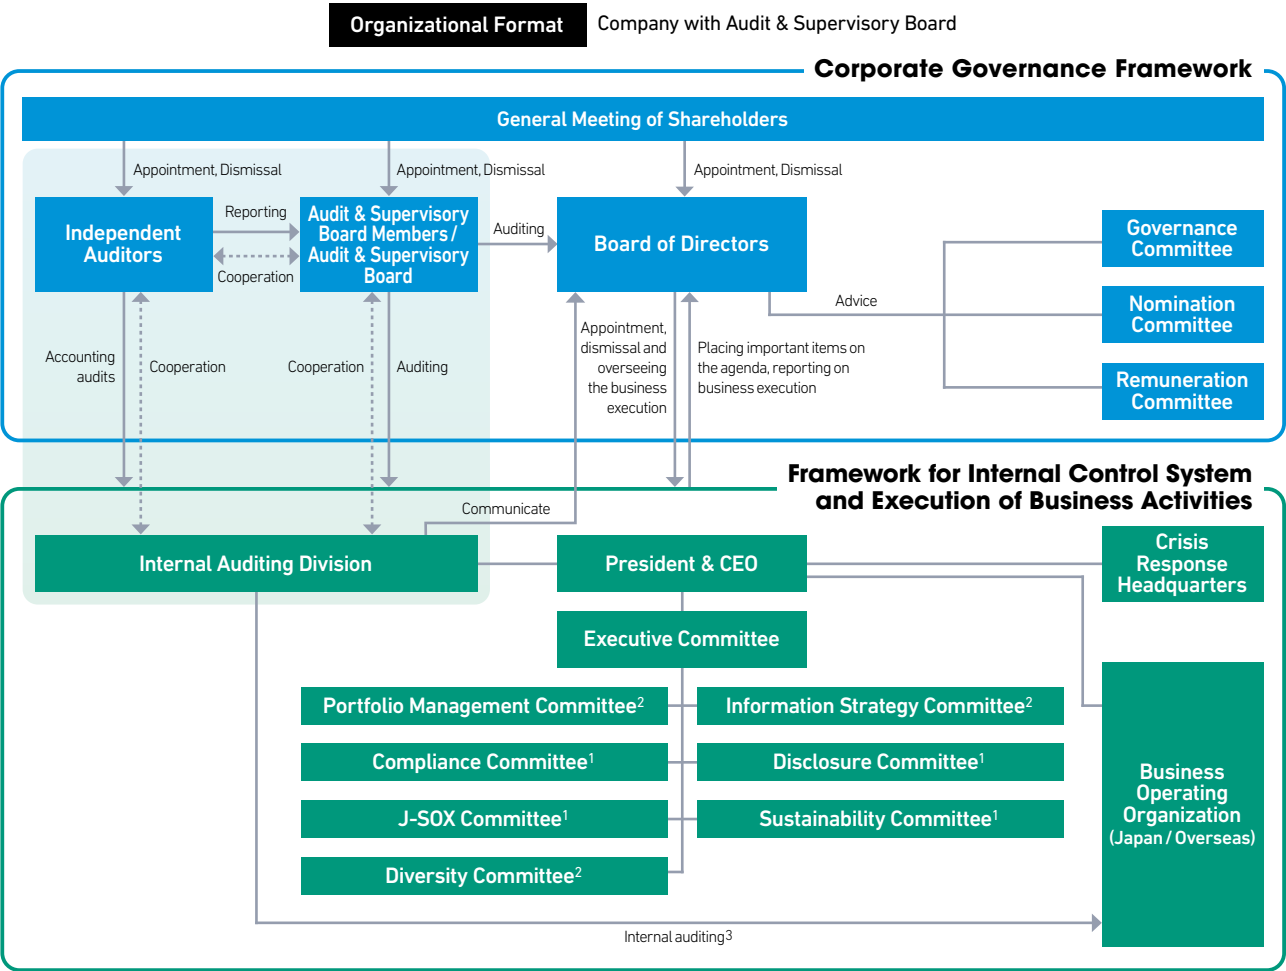 Organizational Format
Company with Audit & Supervisory Board
Corporate Governance Framework
General Meeting of Shareholders
Appointment, Dismissal
Appointment, Dismissal
Appointment, Dismissal
Independent
Auditors
Reporting
Cooperation
Audit & Supervisory
Board Members /
Audit & Supervisory
Board
Auditing
Board of Directors
Advice
Governance
Committee
Nomination
Committee
Remuneration
Committee
Accounting
audits
Cooperation
Cooperation
Auditing
Appointment,
dismissal and
overseeing
the business
execution
Placing important items on
the agenda, reporting on
business execution
Framework for Internal Control System
and Execution of Business Activities
Communicate
Internal Auditing Division
President & CEO
Crisis
Response
Headquarters
Executive Committee
Portfolio Management Committee2
Information Strategy Committee2
Compliance Committee1
Disclosure Committee1
J-SOX Committee1
Sustainability Committee1
Diversity Committee2
Business
Operating
Organization
(Japan / Overseas)
Internal auditing3